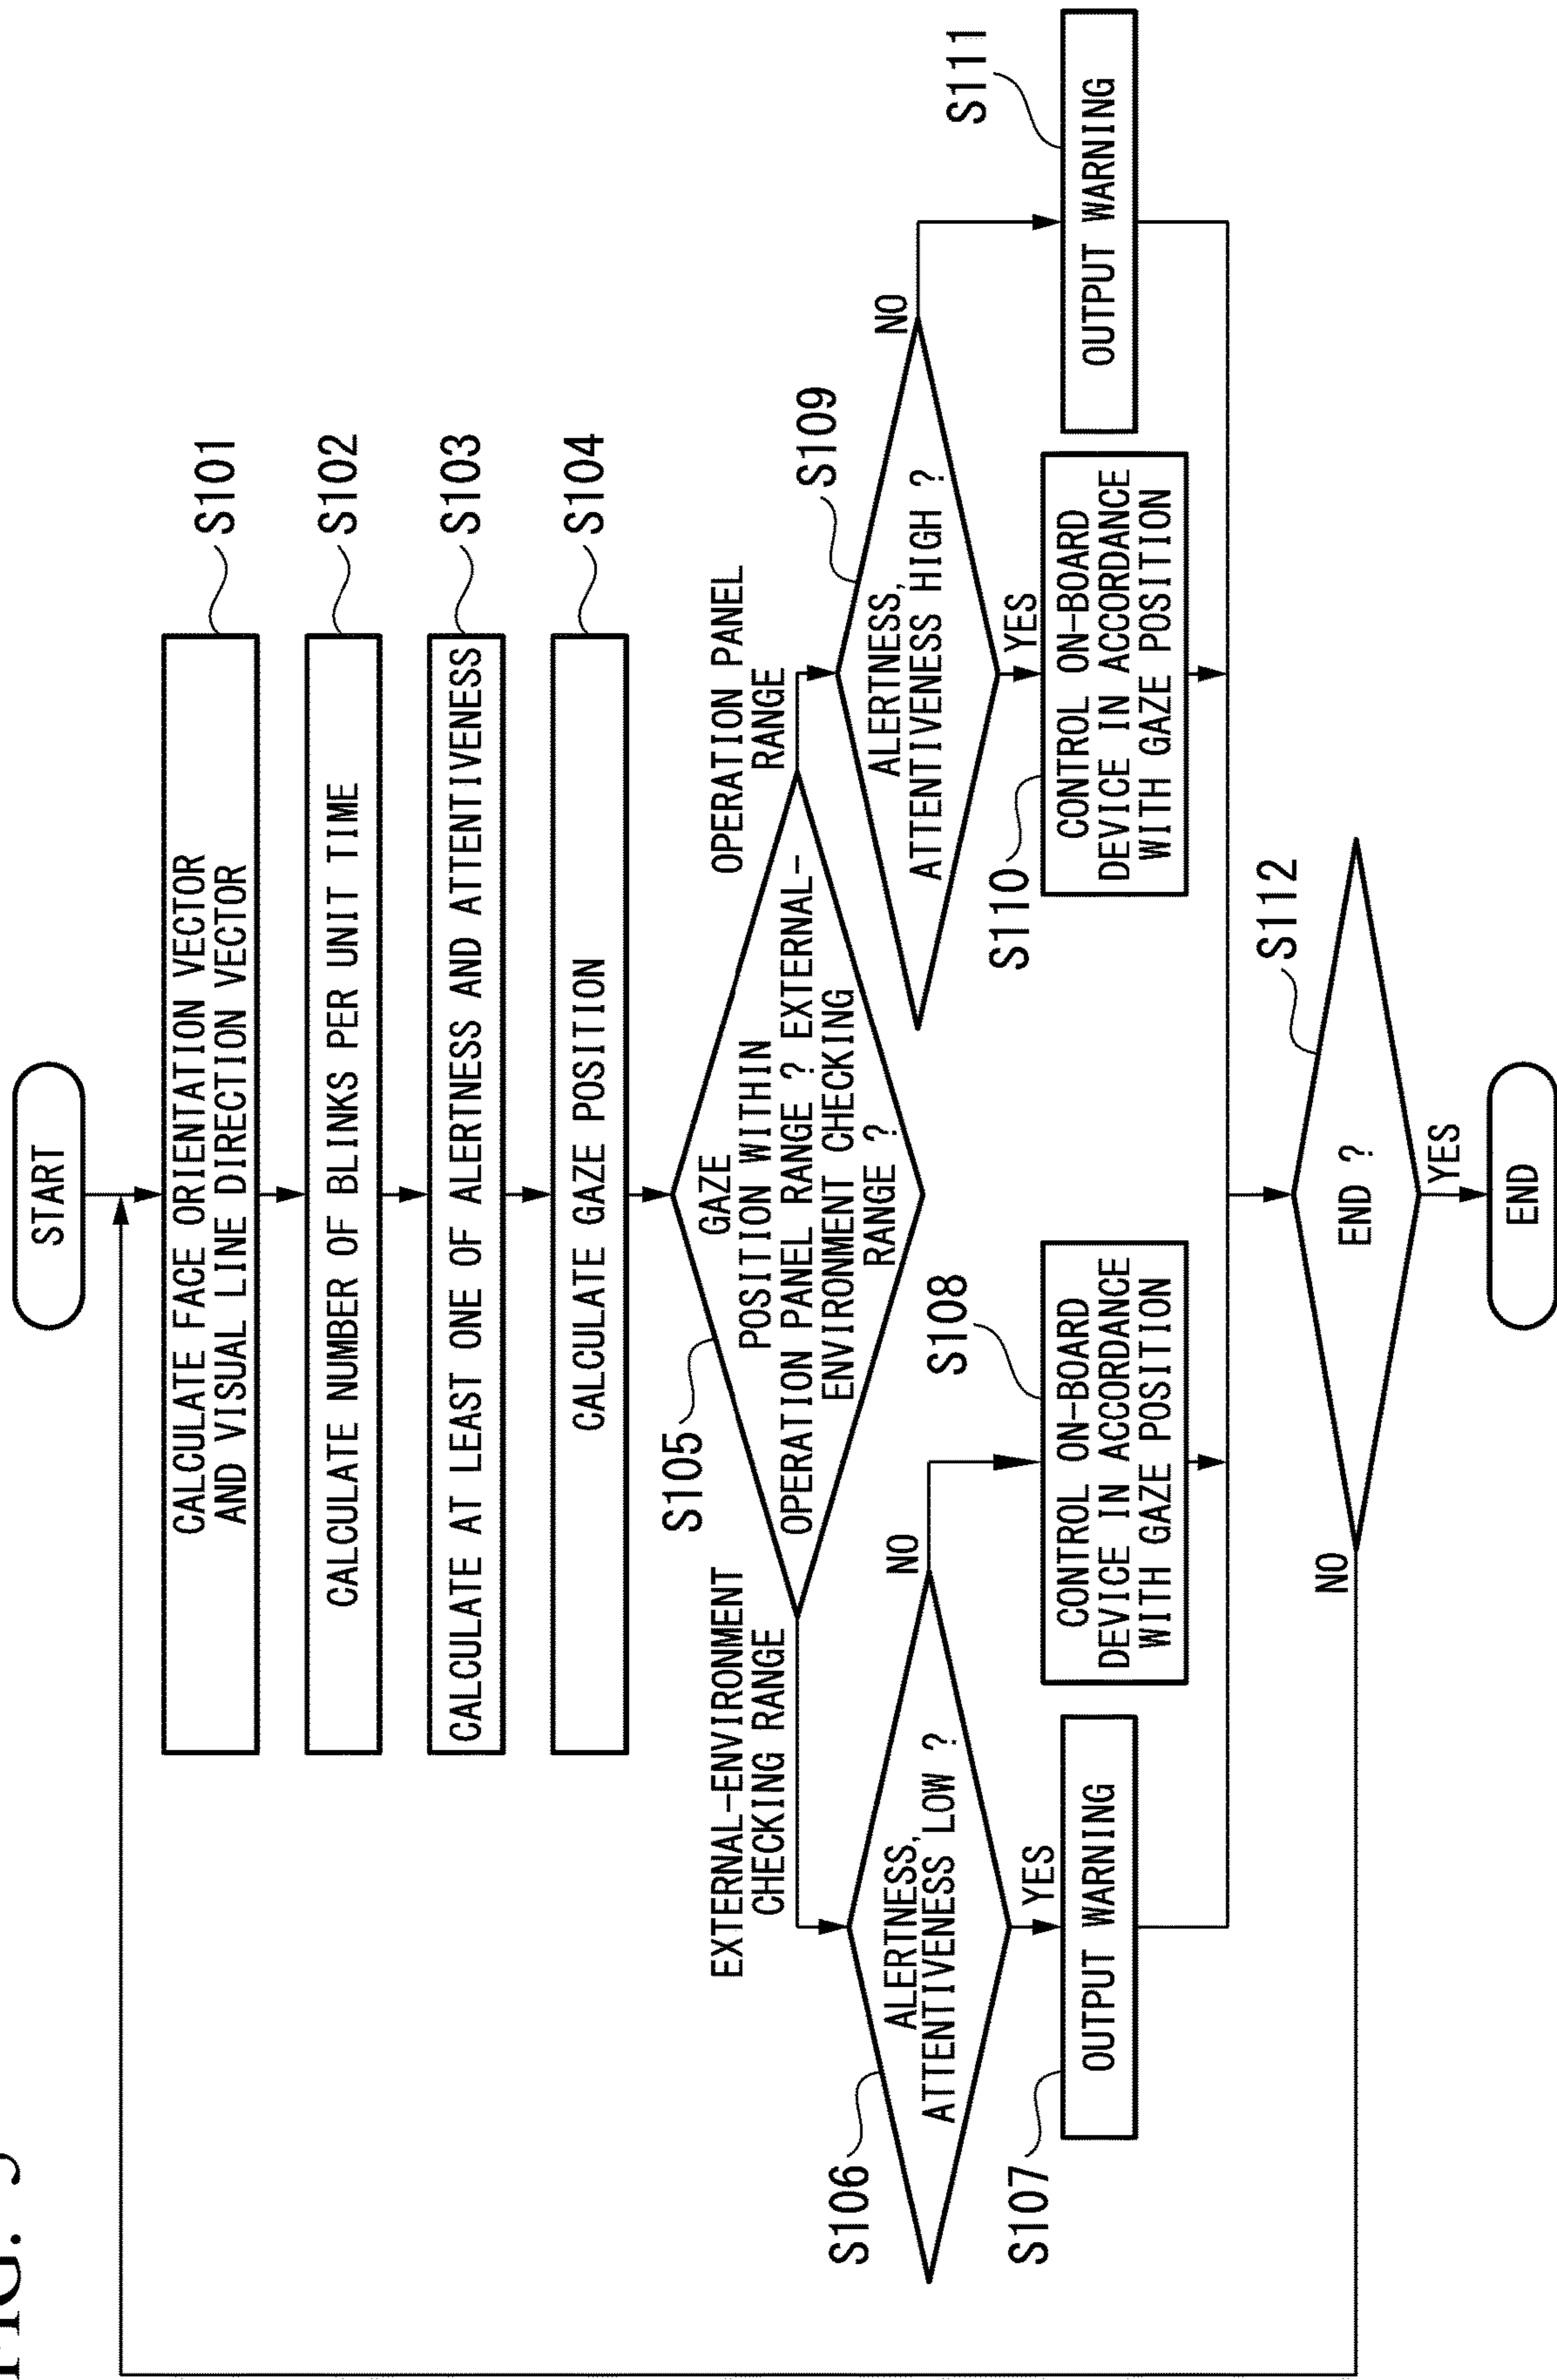 FIG. 5
START
CALCULATE FACE ORIENTATION VECTOR
AND VISUAL LINE DIRECTION VECTOR
S101
CALCULATE NUMBER OF BLINKS PER UNIT TIME
S102
CALCULATE AT LEAST ONE OF ALERTNESS AND ATTENTIVENESS
S103
CALCULATE GAZE POSITION
S104
S105
GAZE
POSITION WITHIN
OPERATION PANEL RANGE ? EXTERNAL-
ENVIRONMENT CHECKING
RANGE ?
EXTERNAL-ENVIRONMENT
CHECKING RANGE
OPERATION PANEL
RANGE
S106
ALERTNESS,
ATTENTIVENESS LOW ?
NO
YES
S107
OUTPUT WARNING
S108
CONTROL ON-BOARD
DEVICE IN ACCORDANCE
WITH GAZE POSITION
S109
ALERTNESS,
ATTENTIVENESS HIGH ?
NO
YES
S110
CONTROL ON-BOARD
DEVICE IN ACCORDANCE
WITH GAZE POSITION
S111
OUTPUT WARNING
S112
END ?
NO
YES
END